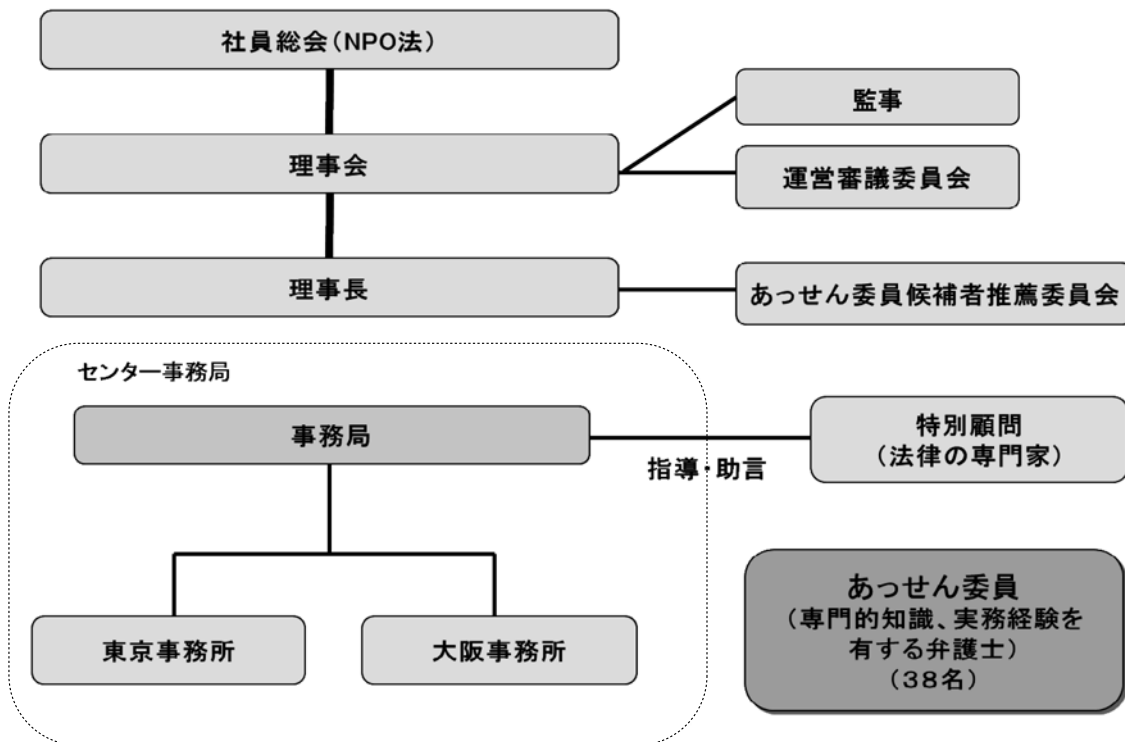 社員総会(NPO法)
監事
理事会
運営審議委員会
理事長
あっせん委員候補者推薦委員会
センター事務局
事務局
特別顧問
(法律の専門家)
指導・助言
あっせん委員
(専門的知識、実務経験を
有する弁護士)
(38名)
東京事務所
大阪事務所